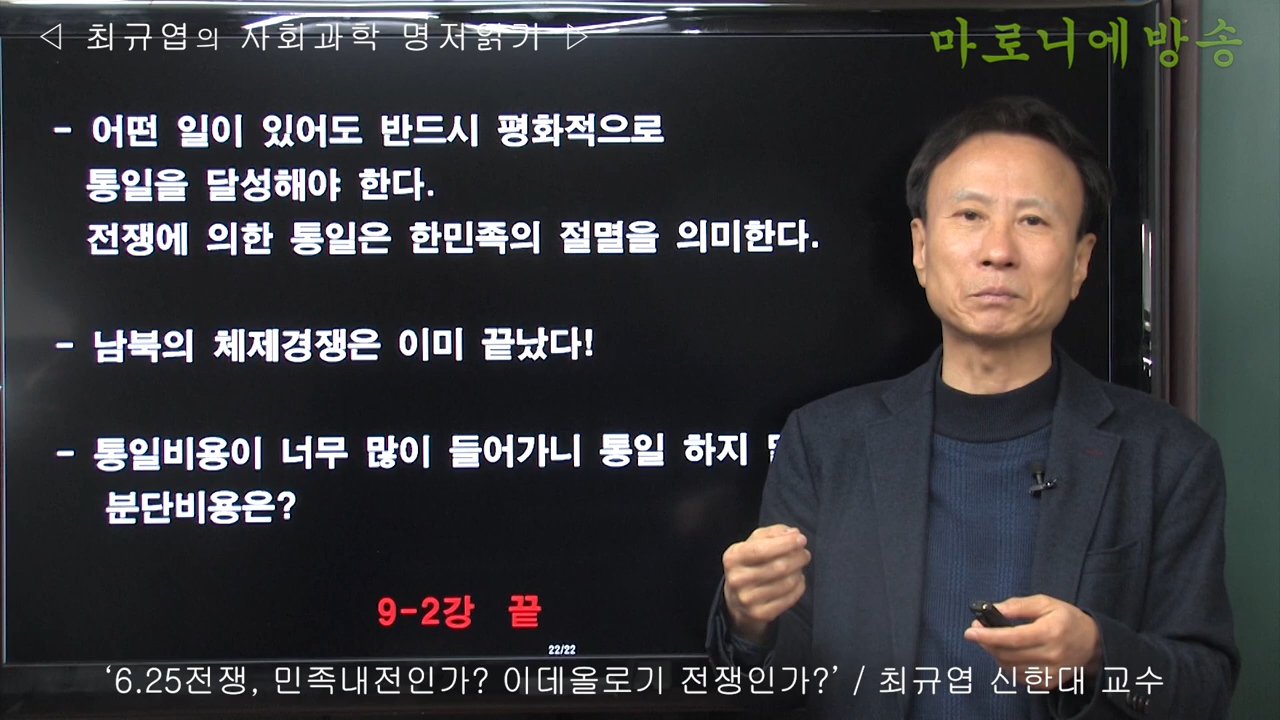 ◁ 최규엽의 사회과학 명저읽기 ▷
마로니에방송
- 어떤 일이 있어도 반드시 평화적으로
통일을 달성해야 한다.
전쟁에 의한 통일은 한민족의 절멸을 의미한다.
- 남북의 체제경쟁은 이미 끝났다!
- 통일비용이 너무 많이 들어가니 통일 하지
분단비용은?
9-2강 끝
22/22
‘6.25전쟁, 민족내전인가? 이데올로기 전쟁인가?’ / 최규엽 신한대 교수